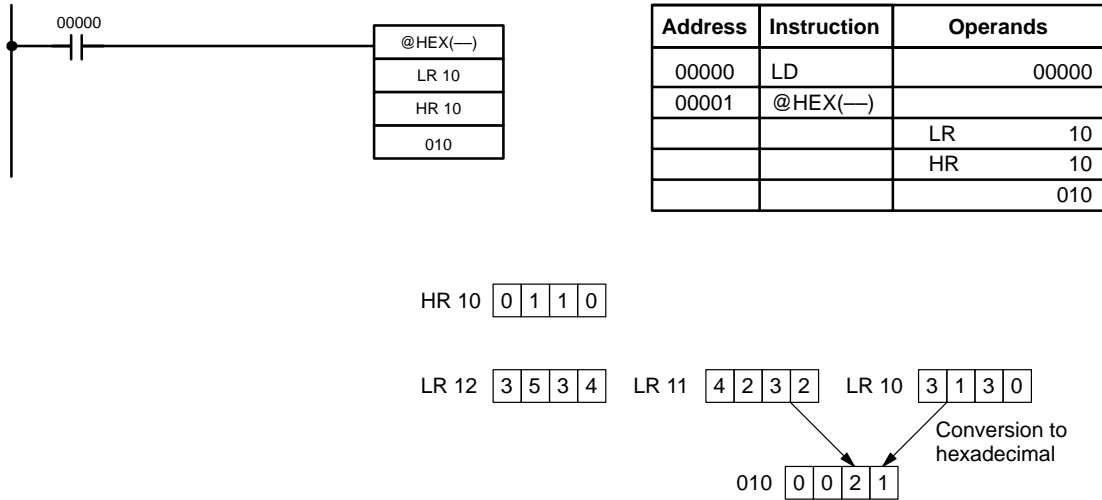 00000
@HEX(—)
LR 10
HR 10
010
Address Instruction Operands
00000 LD 00000
00001 @HEX(—)
LR 10
HR 10
010
HR 10 0 1 1 0
LR 12 3 5 3 4 LR 11 4 2 3 2 LR 10 3 1 3 0
Conversion to
hexadecimal
010 0 0 2 1